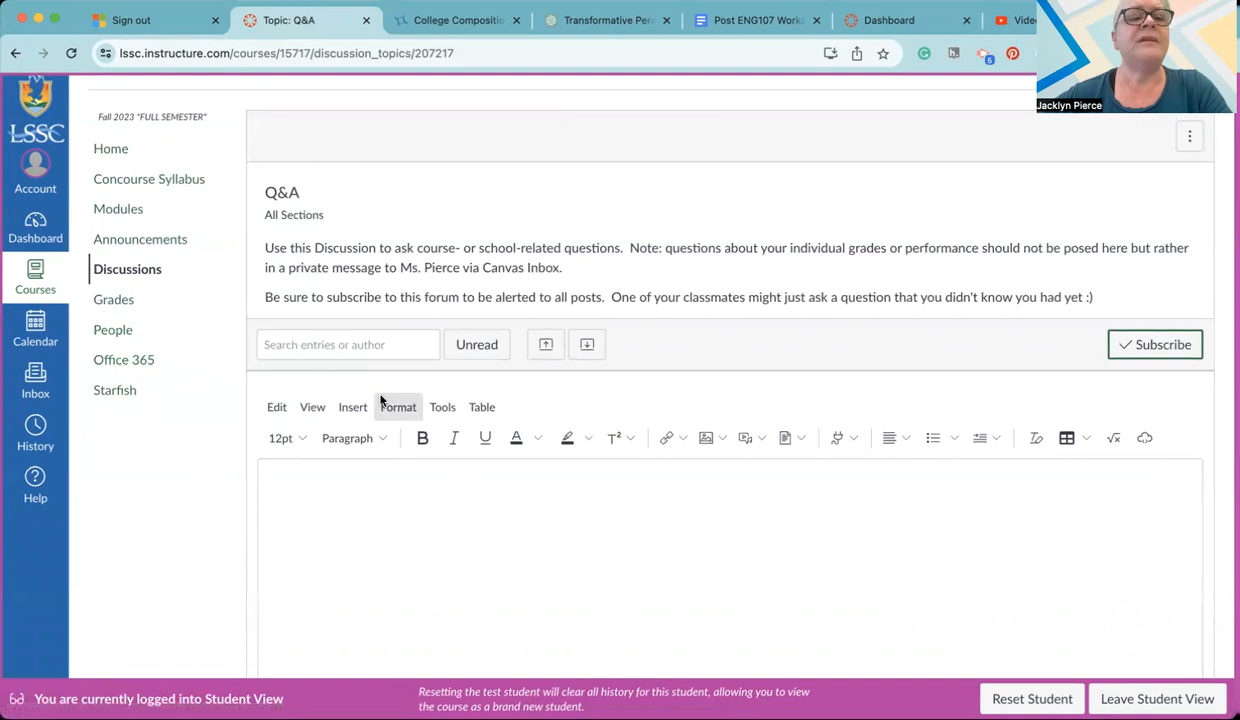 Sign out
Topic: Q&A
College Compositio
Transformative Per
Post ENG107 Works
Dashboard
Vide
lssc.instructure.com/courses/15717/discussion_topics/207217
5
Jacklyn Pierce
LSSC
Account
Dashboard
Courses
Calendar
Inbox
History
Help
Fall 2023 *FULL SEMESTER*
Home
Concourse Syllabus
Modules
Announcements
Discussions
Grades
People
Office 365
Starfish
Q&A
All Sections
Use this Discussion to ask course- or school-related questions.  Note: questions about your individual grades or performance should not be posed here but rather
in a private message to Ms. Pierce via Canvas Inbox.
Be sure to subscribe to this forum to be alerted to all posts.  One of your classmates might just ask a question that you didn't know you had yet :)
Search entries or author
Unread
Subscribe
Edit View Insert Format Tools Table
12pt Paragraph B I U A T²
You are currently logged into Student View
Resetting the test student will clear all history for this student, allowing you to view
the course as a brand new student.
Reset Student
Leave Student View